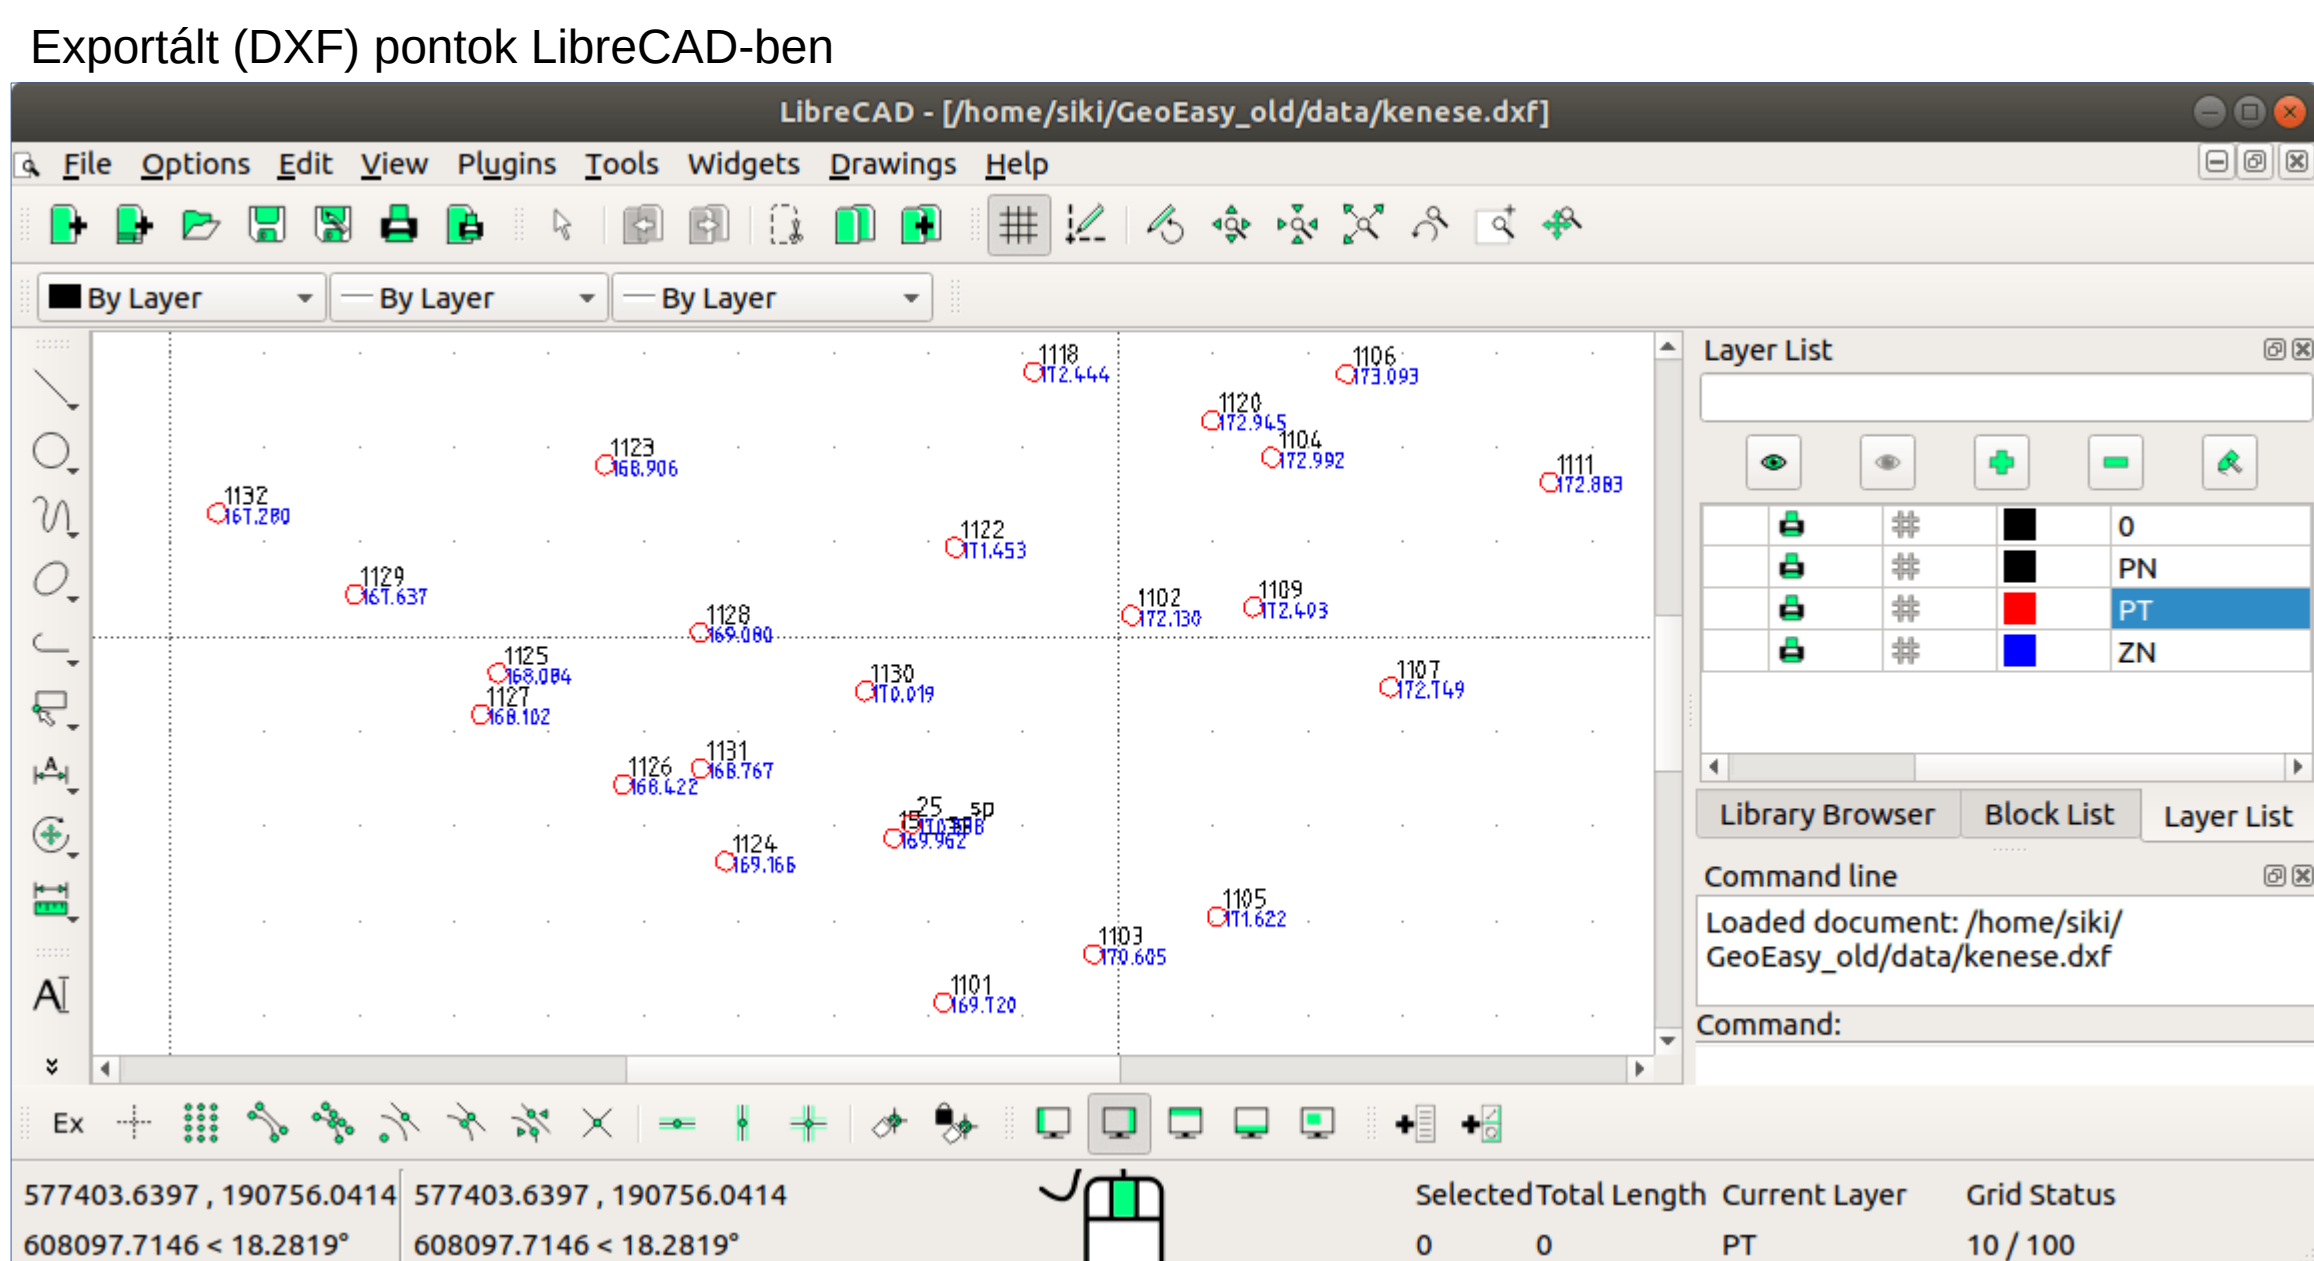 Exportált (DXF) pontok LibreCAD-ben
LibreCAD - [/home/siki/GeoEasy_old/data/kenese.dxf]
File Options Edit View Plugins Tools Widgets Drawings Help
By Layer By Layer By Layer
Layer List
1118
172.444
1106
173.093
1120
172.945
1104
172.992
1123
168.906
1111
172.883
1132
167.280
1122
171.453
1129
167.637
1102
172.130
1109
172.403
1128
169.080
1125
168.084
1130
170.019
1107
172.749
1127
168.102
1131
168.767
1126
168.422
25 sp
169.962
1124
169.166
1105
171.622
1103
170.605
1101
169.720
0
PN
PT
ZN
Library Browser Block List Layer List
Command line
Loaded document: /home/siki/
GeoEasy_old/data/kenese.dxf
Command:
Ex
577403.6397 , 190756.0414 577403.6397 , 190756.0414 Selected Total Length Current Layer Grid Status
608097.7146 < 18.2819° 608097.7146 < 18.2819° 0 0 PT 10 / 100